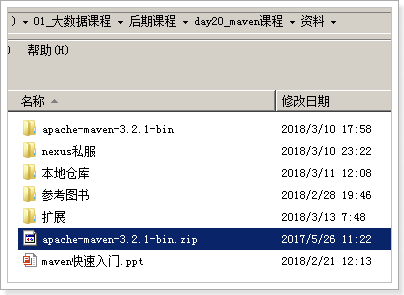 ) ▾ 01_大数据课程 ▾ 后期课程 ▾ day20_maven课程 ▾ 资料 ▾
) 帮助(H)
名称 修改日期
apache-maven-3.2.1-bin 2018/3/10 17:58
nexus私服 2018/3/10 23:22
本地仓库 2018/3/11 12:08
参考图书 2018/2/28 19:46
扩展 2018/3/13 7:48
apache-maven-3.2.1-bin.zip 2017/5/26 11:22
maven快速入门.ppt 2018/2/21 12:13